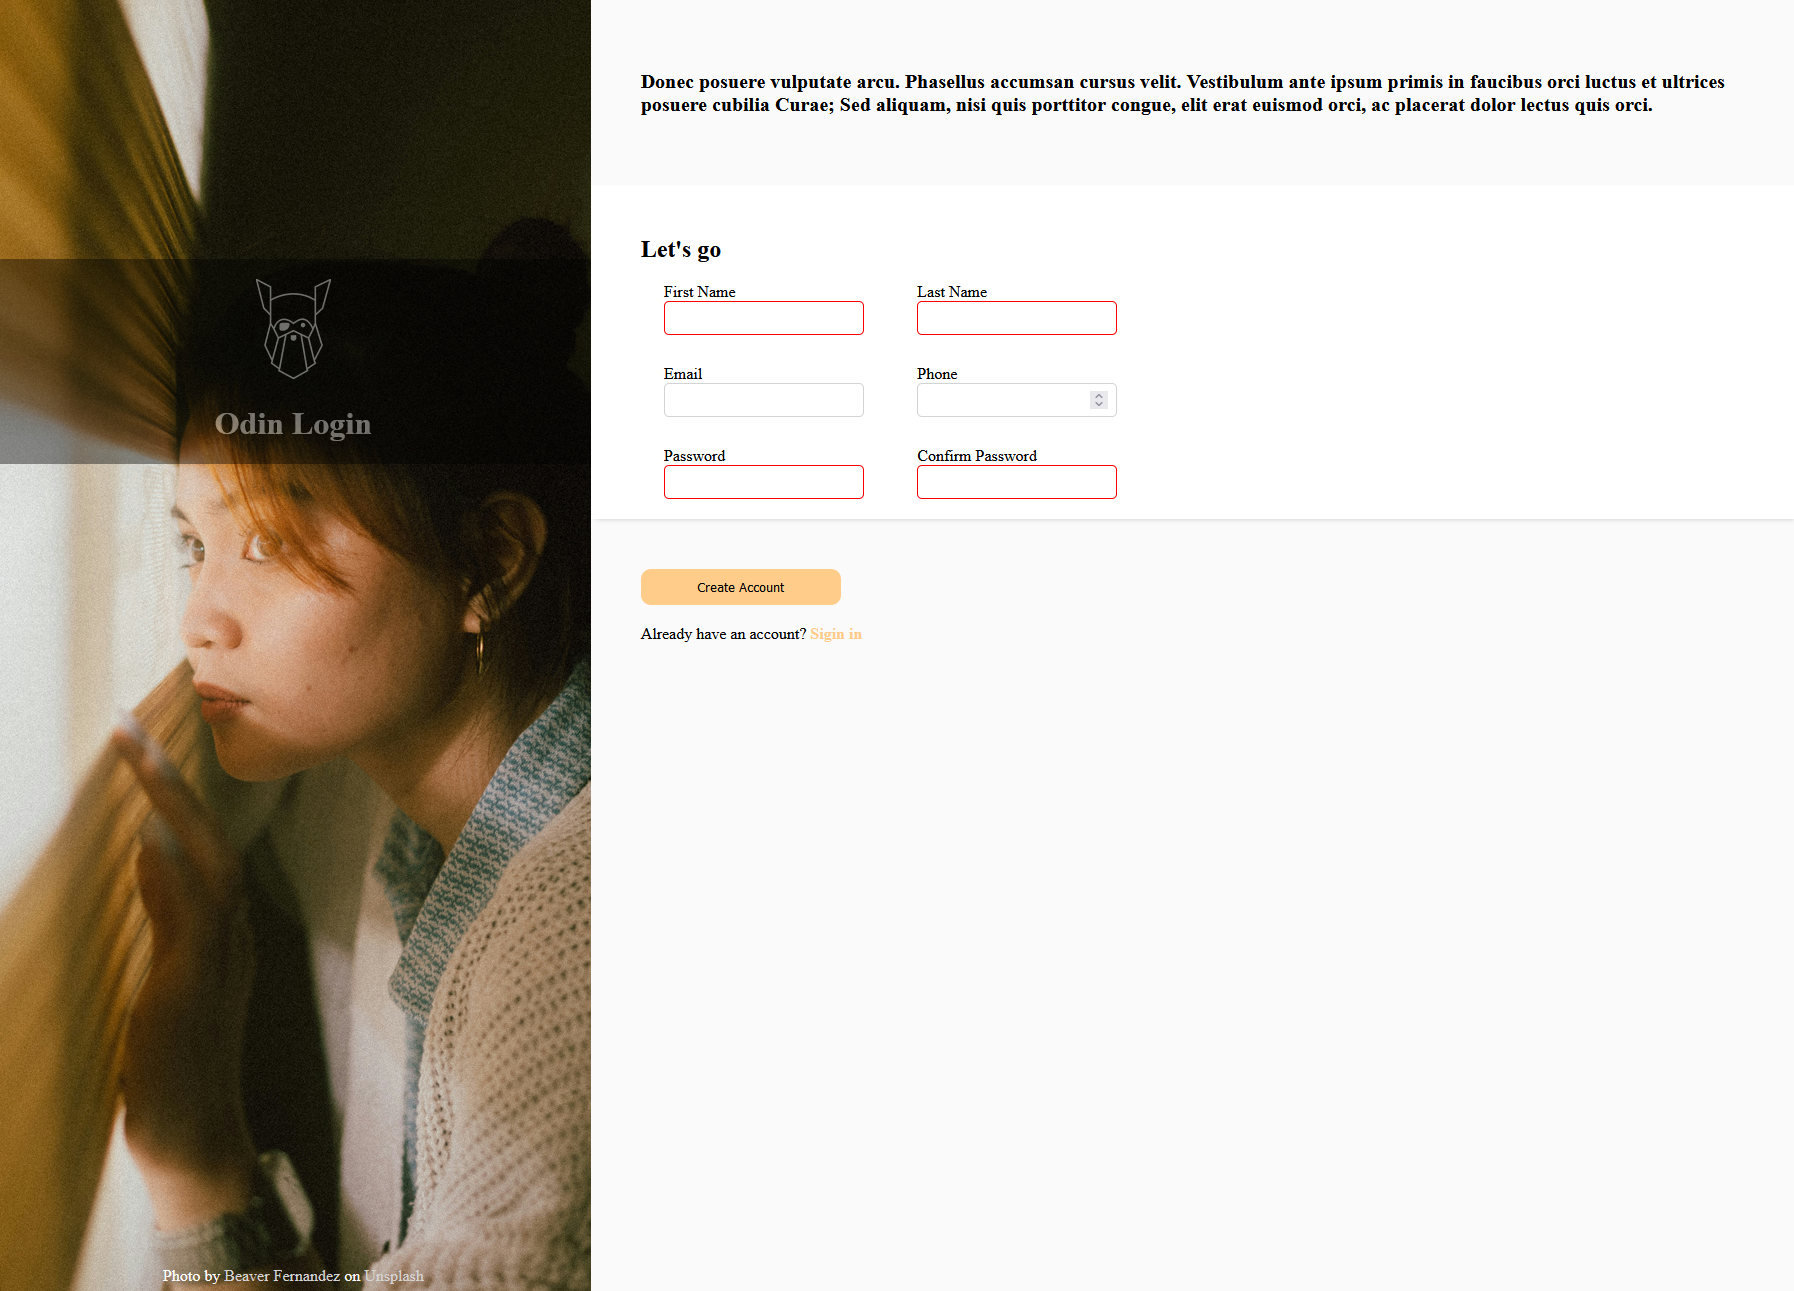 Odin Login
Photo by Beaver Fernandez on Unsplash
Donec posuere vulputate arcu. Phasellus accumsan cursus velit. Vestibulum ante ipsum primis in faucibus orci luctus et ultrices
posuere cubilia Curae; Sed aliquam, nisi quis porttitor congue, elit erat euismod orci, ac placerat dolor lectus quis orci.
Let's go
First Name
Last Name
Email
Phone
Password
Confirm Password
Create Account
Already have an account? Sigin in